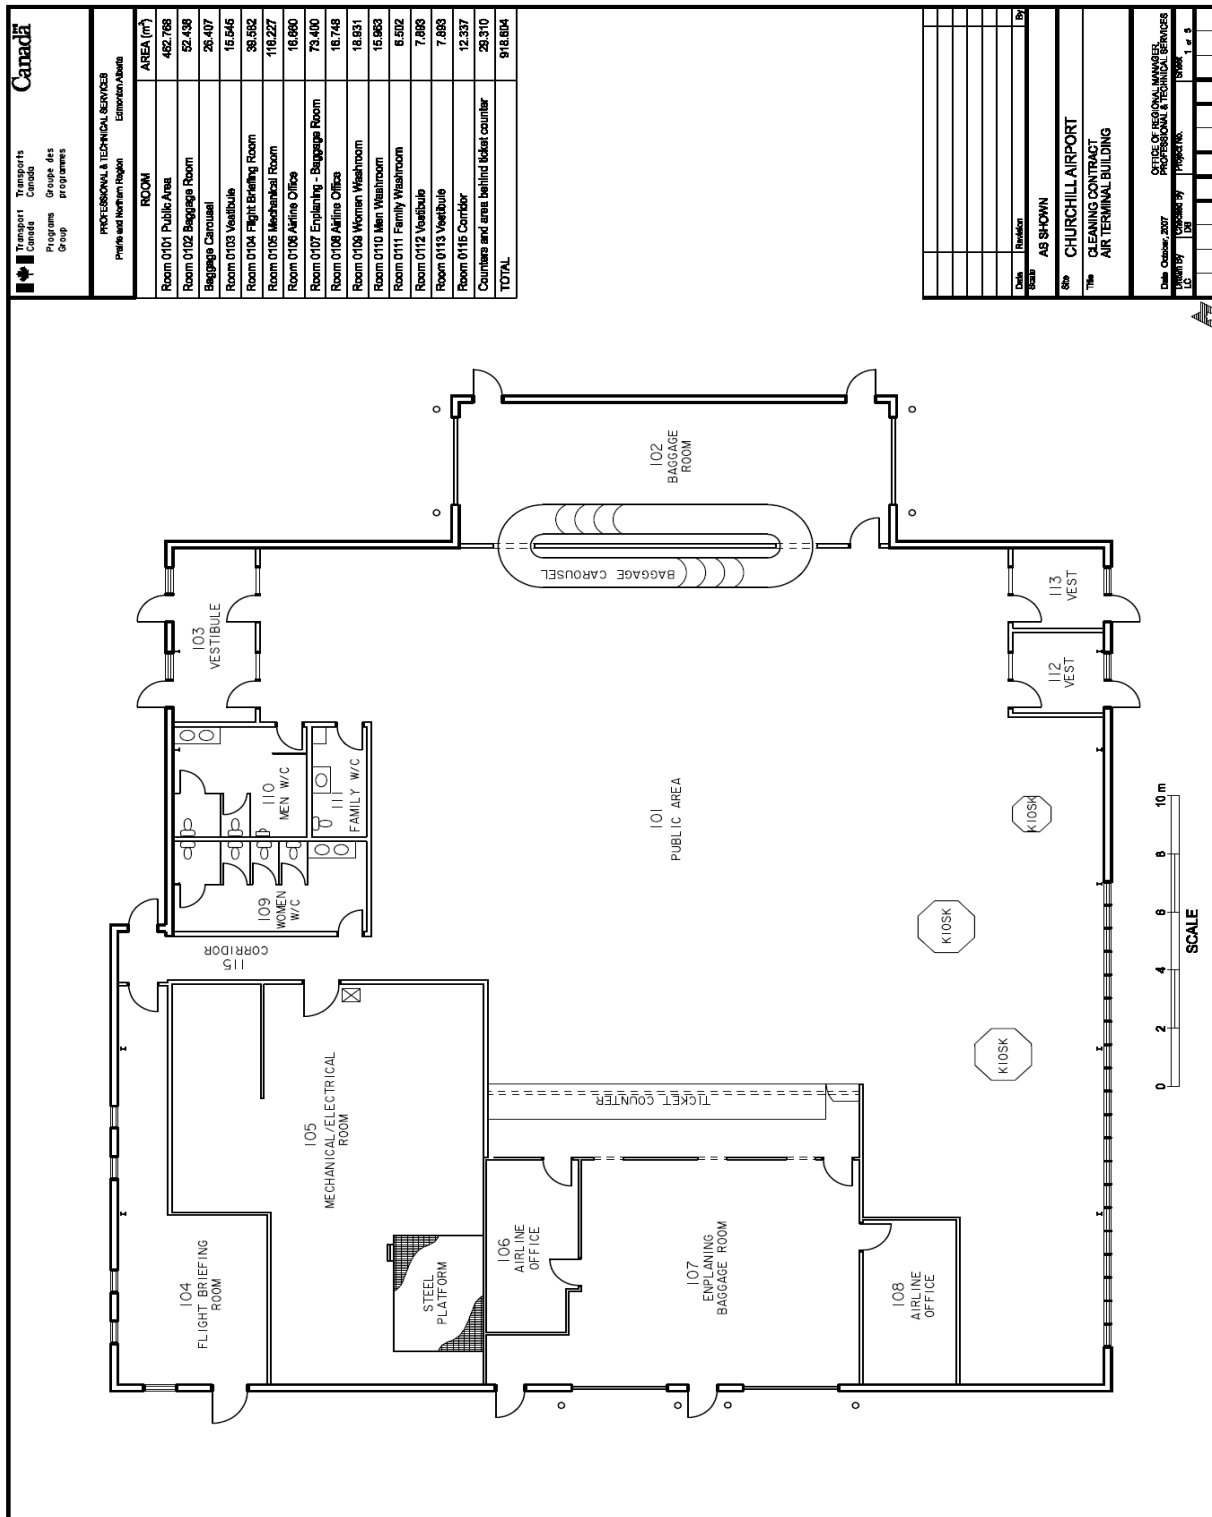 Transport Canada
Transports Canada
Canada
Programs Group
Groupe des programmes
PROFESSIONAL & TECHNICAL SERVICES
Prairie and Northern Region Edmonton, Alberta
ROOM AREA (m²)
Room 0101 Public Area 462.768
Room 0102 Baggage Room 52.438
Baggage Carousel 26.407
Room 0103 Vestibule 15.545
Room 0104 Flight Briefing Room 39.582
Room 0105 Mechanical Room 116.227
Room 0106 Airline Office 16.660
Room 0107 Enplaning - Baggage Room 73.400
Room 0108 Airline Office 16.748
Room 0109 Women Washroom 18.931
Room 0110 Men Washroom 15.963
Room 0111 Family Washroom 6.502
Room 0112 Vestibule 7.893
Room 0113 Vestibule 7.893
Room 0115 Corridor 12.337
Counters and area behind ticket counter 29.310
TOTAL 918.604
102
BAGGAGE
ROOM
BAGGAGE CAROUSEL
103
VESTIBULE
113
VEST
112
VEST
110
MEN W/C
111
FAMILY W/C
109
WOMEN
W/C
115
CORRIDOR
101
PUBLIC AREA
KIOSK
KIOSK
KIOSK
TICKET COUNTER
105
MECHANICAL/ELECTRICAL
ROOM
104
FLIGHT BRIEFING
ROOM
STEEL
PLATFORM
106
AIRLINE
OFFICE
107
ENPLANING
BAGGAGE ROOM
108
AIRLINE
OFFICE
0 2 4 6 8 10 m
SCALE
Date Revision By
Scale AS SHOWN
Site CHURCHILL AIRPORT
Title CLEANING CONTRACT
AIR TERMINAL BUILDING
OFFICE OF REGIONAL MANAGER,
PROFESSIONAL & TECHNICAL SERVICES
Date October, 2007
Drawn By LC
Checked By DB
Project No.
Sheet 1 of 5